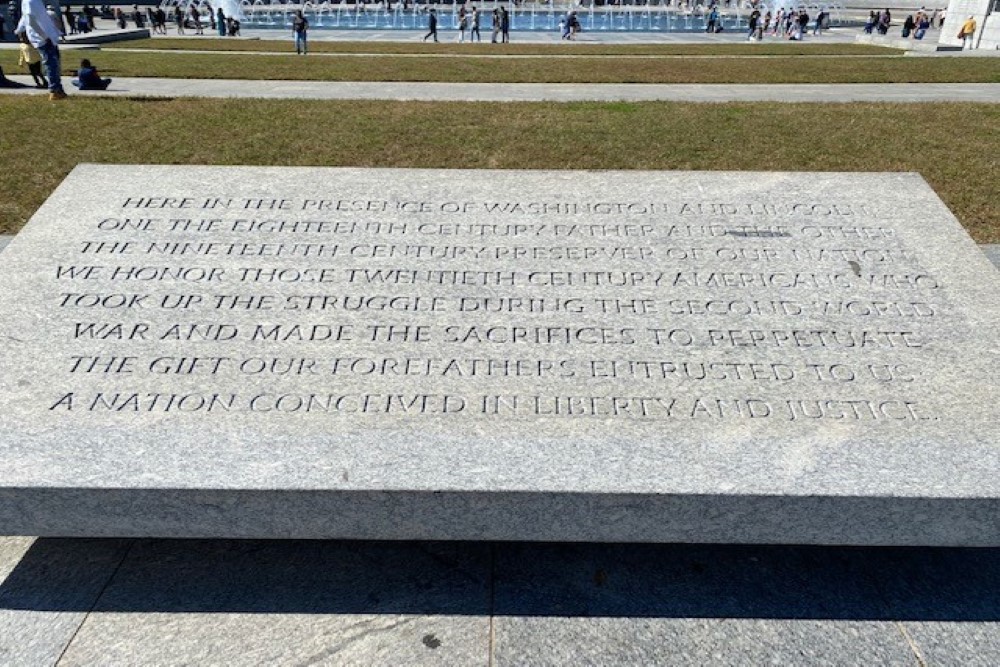 HERE IN THE PRESENCE OF WASHINGTON AND LINCOLN,
ONE THE EIGHTEENTH CENTURY FATHER AND THE OTHER
THE NINETEENTH CENTURY PRESERVER OF OUR NATION,
WE HONOR THOSE TWENTIETH CENTURY AMERICANS WHO
TOOK UP THE STRUGGLE DURING THE SECOND WORLD
WAR AND MADE THE SACRIFICES TO PERPETUATE
THE GIFT OUR FOREFATHERS ENTRUSTED TO US:
A NATION CONCEIVED IN LIBERTY AND JUSTICE.